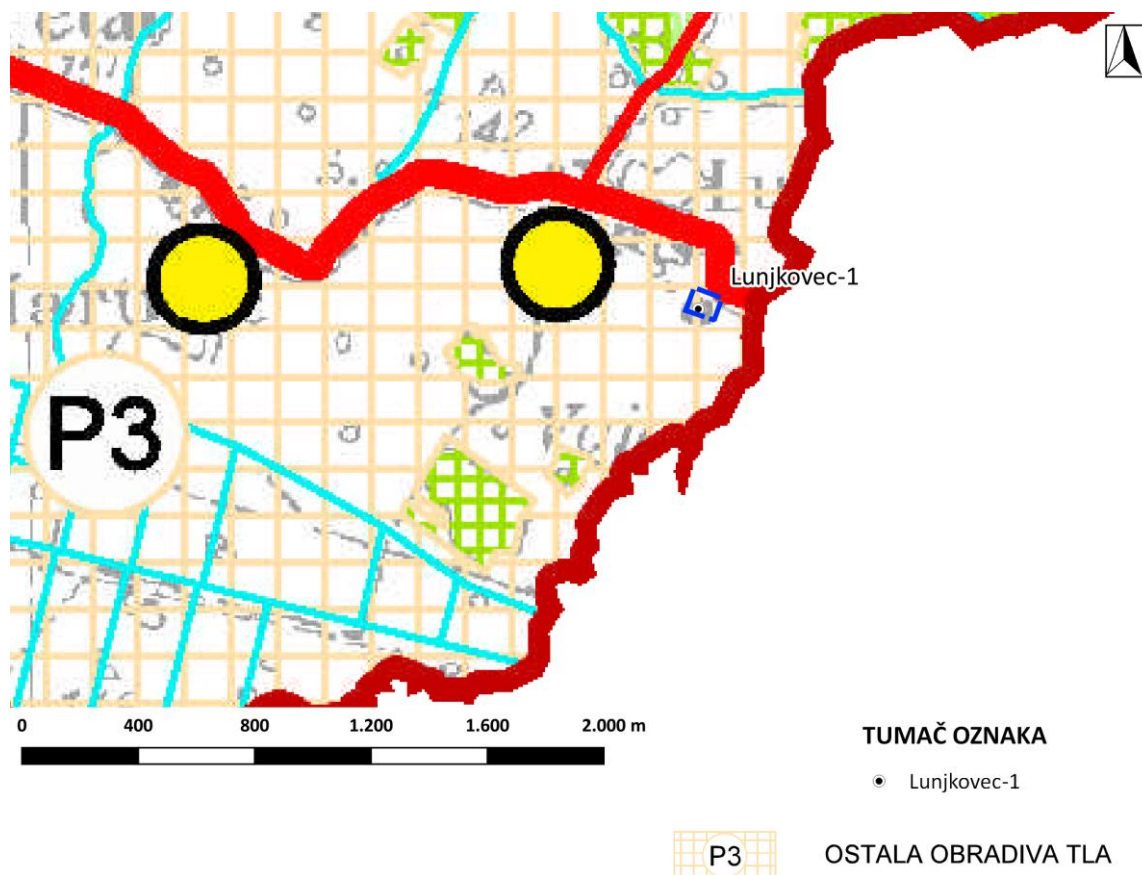 142
Lunjkovec-1
P3
0 400 800 1.200 1.600 2.000 m
TUMAČ OZNAKA
Lunjkovec-1
P3 OSTALA OBRADIVA TLA